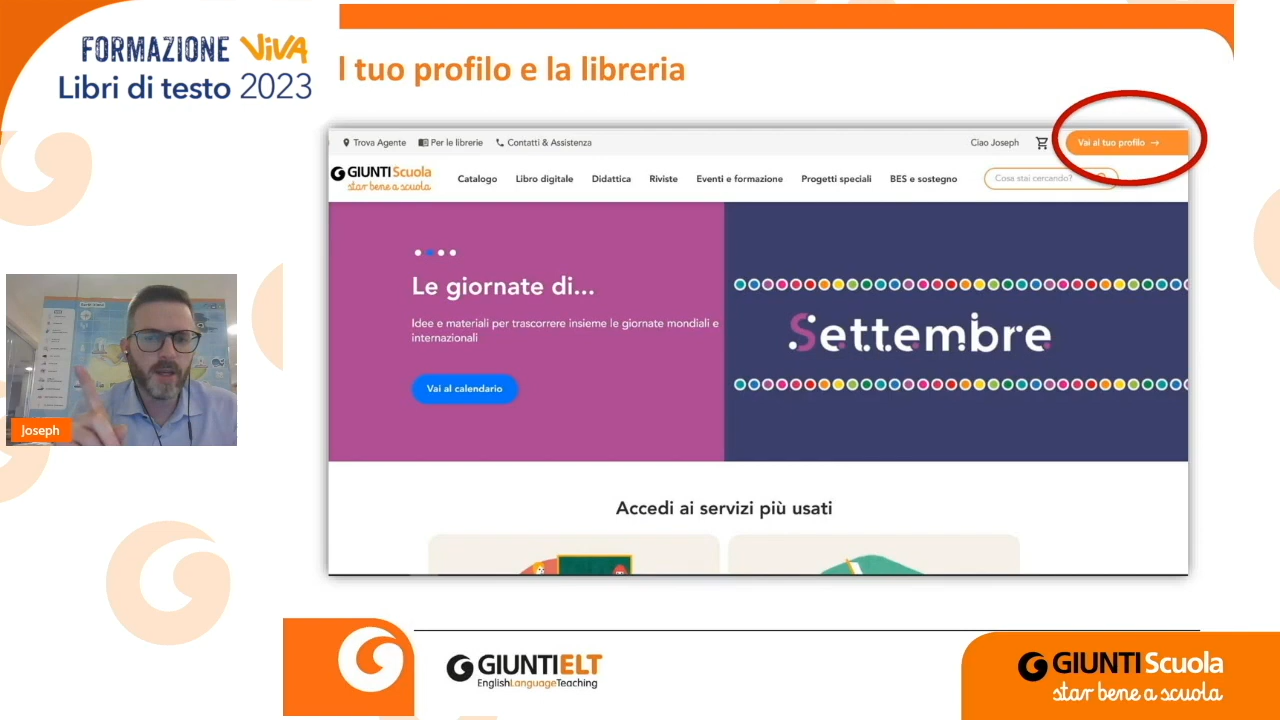 FORMAZIONE VIVA
Libri di testo 2023
l tuo profilo e la libreria
Trova Agente Per le librerie Contatti & Assistenza Ciao Joseph Vai al tuo profilo →
GIUNTI Scuola
star bene a scuola
Catalogo Libro digitale Didattica Riviste Eventi e formazione Progetti speciali BES e sostegno Cosa stai cercando?
Le giornate di...
Idee e materiali per trascorrere insieme le giornate mondiali e
internazionali
Vai al calendario
Settembre
Joseph
Accedi ai servizi più usati
GIUNTIELT
EnglishLanguageTeaching
GIUNTI Scuola
star bene a scuola